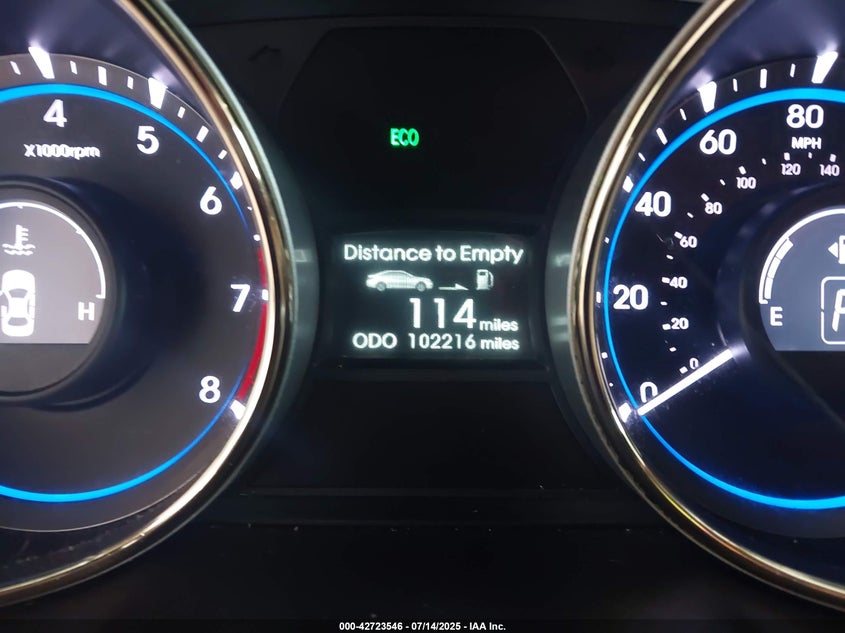 4
5
X1000rpm
6
7
8
H
ECO
Distance to Empty
114 miles
ODO 102216 miles
80
60
MPH
140
120
100
80
60
40
20
0
40
20
0
E
000-42723546 - 07/14/2025 - IAA Inc.